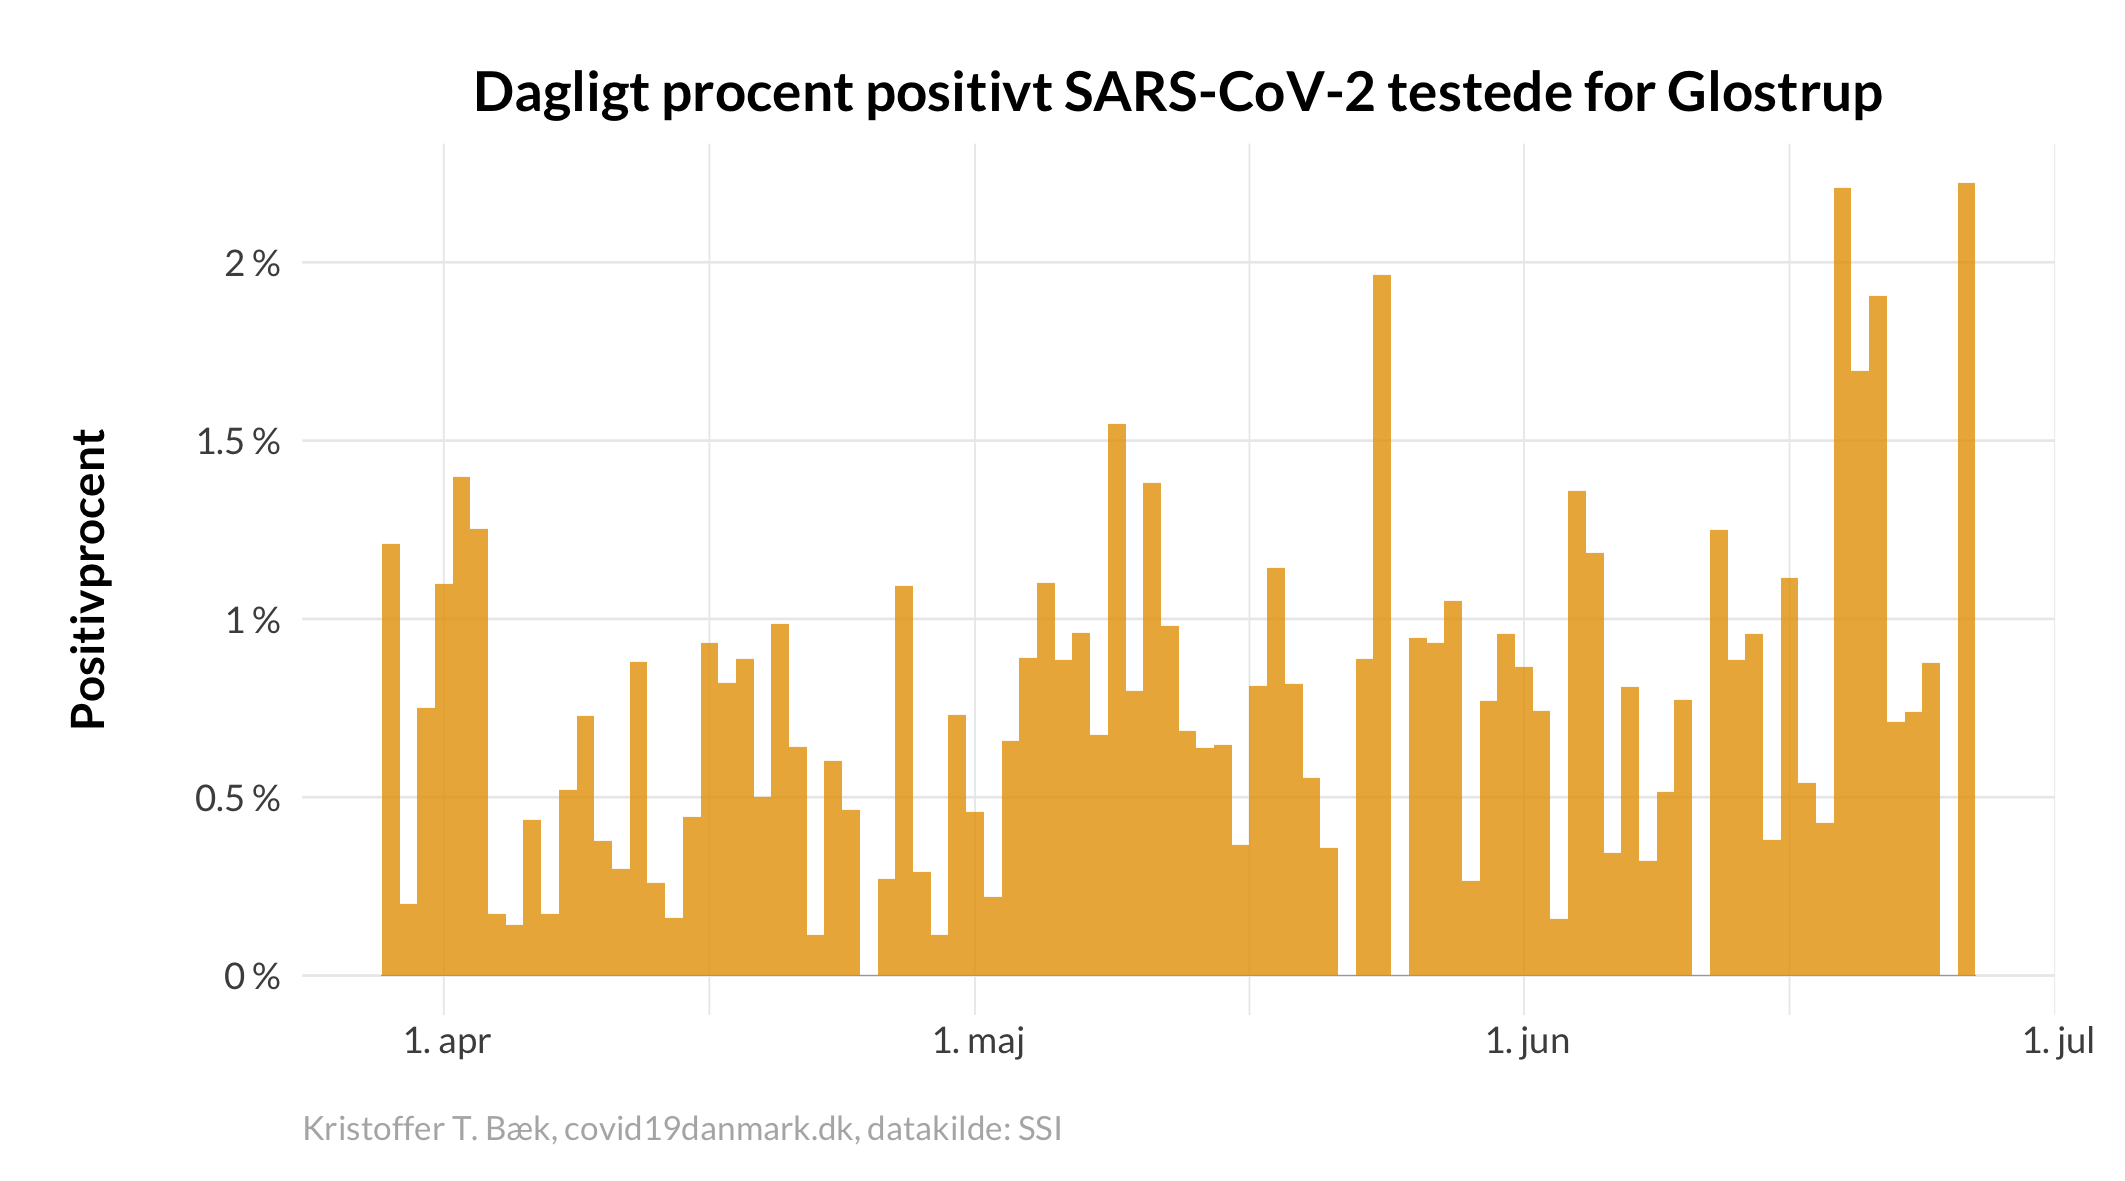 Dagligt procent positivt SARS-CoV-2 testede for Glostrup
Positivprocent
2 %
1.5 %
1 %
0.5 %
0 %
1. apr
1. maj
1. jun
1. jul
Kristoffer T. Bæk, covid19danmark.dk, datakilde: SSI